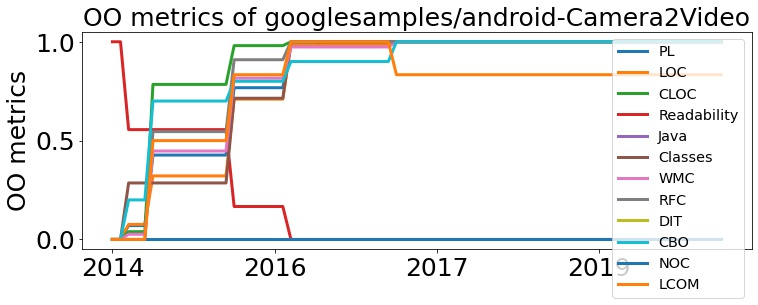 OO metrics of googlesamples/android-Camera2Video
OO metrics
1.0
0.5
0.0
2014
2016
2017
2019
PL
LOC
CLOC
Readability
Java
Classes
WMC
RFC
DIT
CBO
NOC
LCOM